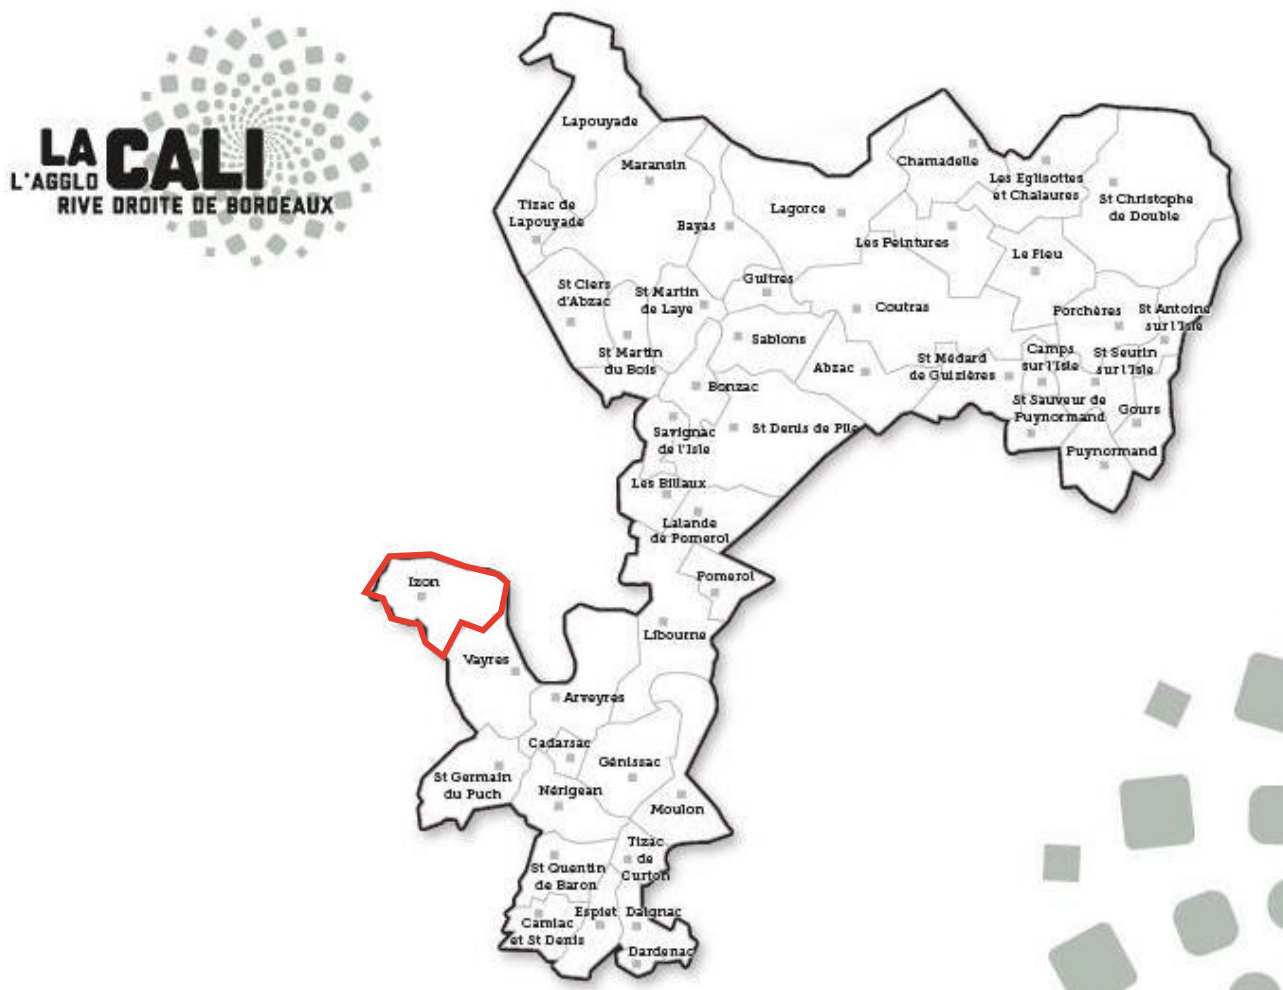 LA CALI
L'AGGLO
RIVE DROITE DE BORDEAUX
Lapouyade
Maransin
Chamadelle
Les Eglisottes
et Chalaures
St Christophe
de Double
Tizac de
Lapouyade
Bayas
Lagorce
Les Peintures
Le Fieu
St Ciers
d'Abzac
St Martin
de Laye
Guîtres
Coutras
Porchères
St Antoine
sur l'Isle
St Martin
du Bois
Sablons
Abzac
St Médard
de Guizières
Camps
sur l'Isle
St Seurin
sur l'Isle
Bonzac
St Sauveur de
Puynormand
Gours
Savignac
de l'Isle
St Denis de Pile
Puynormand
Les Billaux
Lalande
de Pomerol
Izon
Pomerol
Libourne
Vayres
Arveyres
Cadarsac
Génissac
St Germain
du Puch
Nérigean
Moulon
Tizac
de
Curton
St Quentin
de Baron
Espiet
Daignac
Camiac
et St Denis
Dardenac